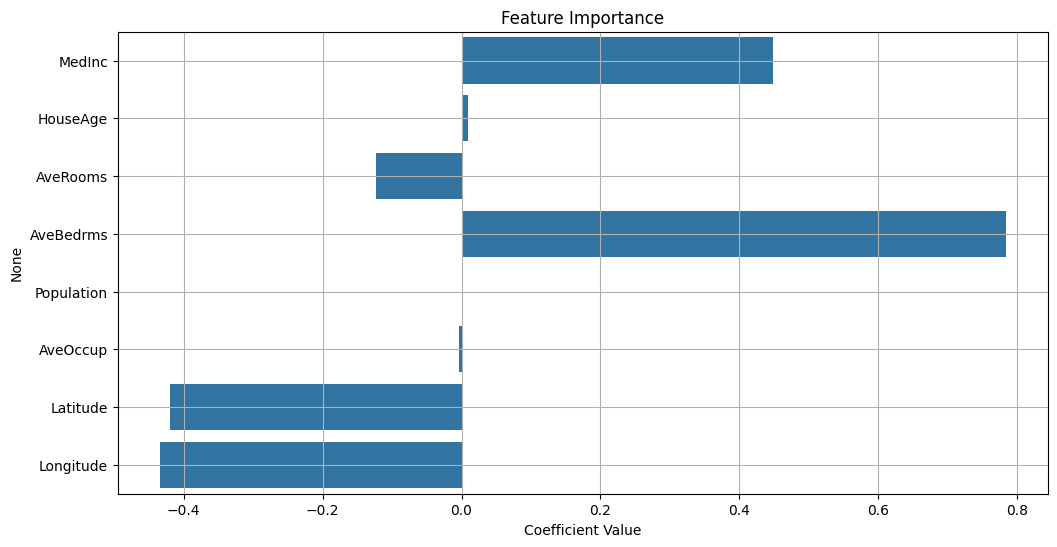 Feature Importance
MedInc
HouseAge
AveRooms
AveBedrms
Population
AveOccup
Latitude
Longitude
None
−0.4 −0.2 0.0 0.2 0.4 0.6 0.8
Coefficient Value